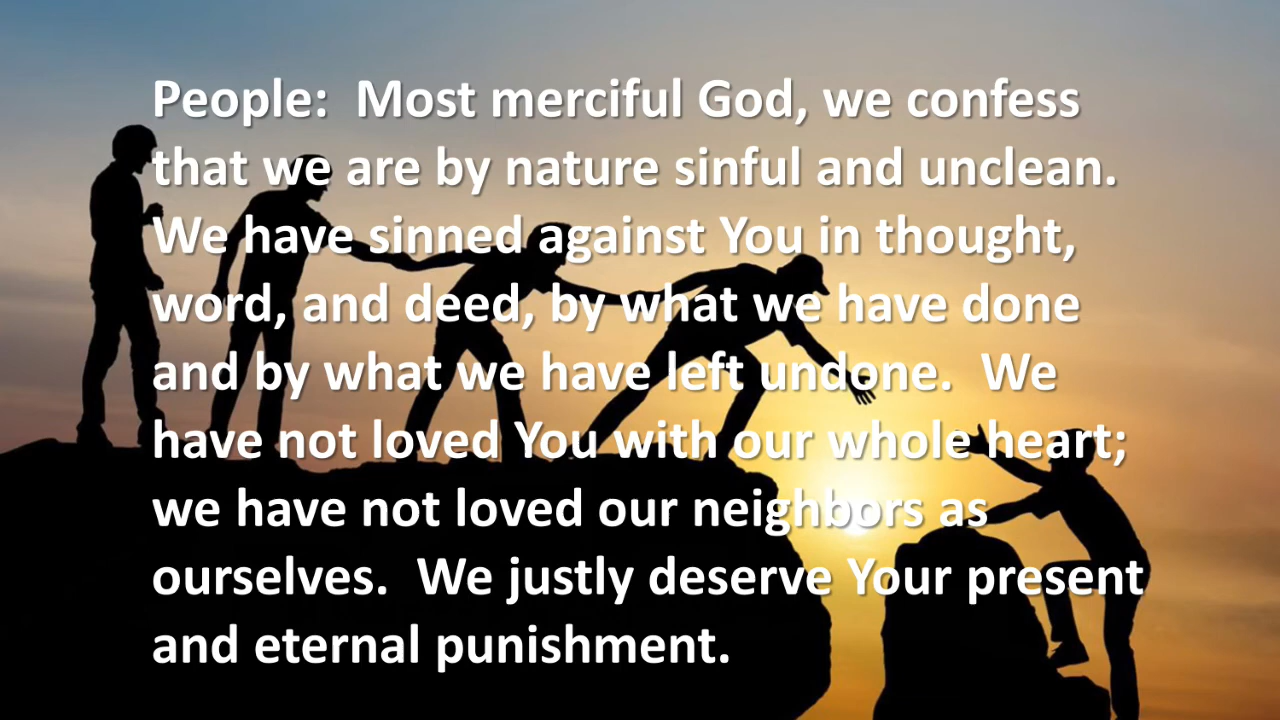 People:  Most merciful God, we confess
that we are by nature sinful and unclean.
We have sinned against You in thought,
word, and deed, by what we have done
and by what we have left undone.  We
have not loved You with our whole heart;
we have not loved our neighbors as
ourselves.  We justly deserve Your present
and eternal punishment.